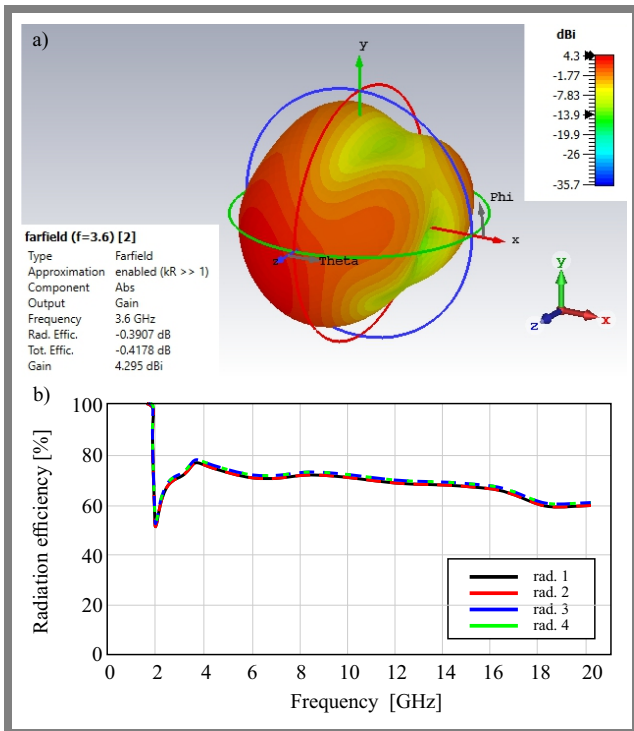 a)
y
dBi
4.3
-1.77
-7.83
-13.9
-19.9
-26
-35.7
Phi
x
z
Theta
farfield (f=3.6) [2]
Type Farfield
Approximation enabled (kR >> 1)
Component Abs
Output Gain
Frequency 3.6 GHz
Rad. Effic. -0.3907 dB
Tot. Effic. -0.4178 dB
Gain 4.295 dBi
y
z
x
b)
100
80
60
40
20
0
Radiation efficiency [%]
rad. 1
rad. 2
rad. 3
rad. 4
0 2 4 6 8 10 12 14 16 18 20
Frequency [GHz]